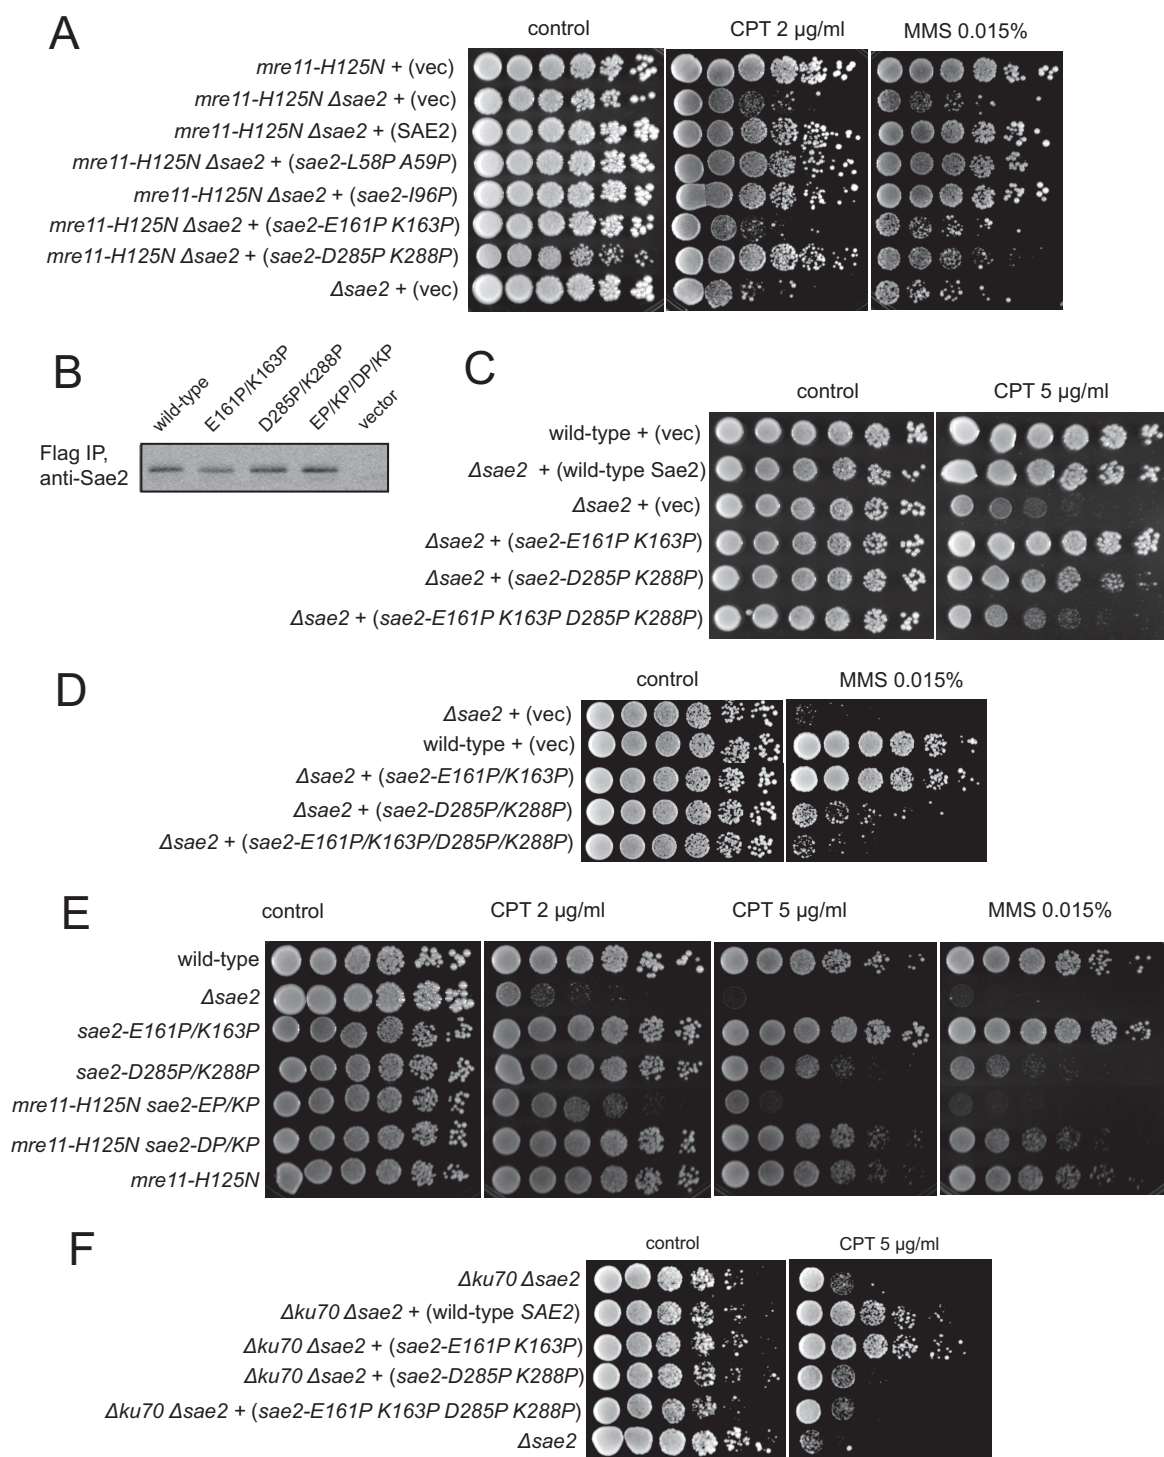 A
control
CPT 2 µg/ml
MMS 0.015%
mre11-H125N + (vec)
mre11-H125N Δsae2 + (vec)
mre11-H125N Δsae2 + (SAE2)
mre11-H125N Δsae2 + (sae2-L58P A59P)
mre11-H125N Δsae2 + (sae2-I96P)
mre11-H125N Δsae2 + (sae2-E161P K163P)
mre11-H125N Δsae2 + (sae2-D285P K288P)
Δsae2 + (vec)
B
wild-type
E161P/K163P
D285P/K288P
EP/KP/DP/KP
vector
Flag IP,
anti-Sae2
C
control
CPT 5 µg/ml
wild-type + (vec)
Δsae2 + (wild-type Sae2)
Δsae2 + (vec)
Δsae2 + (sae2-E161P K163P)
Δsae2 + (sae2-D285P K288P)
Δsae2 + (sae2-E161P K163P D285P K288P)
D
control
MMS 0.015%
Δsae2 + (vec)
wild-type + (vec)
Δsae2 + (sae2-E161P/K163P)
Δsae2 + (sae2-D285P/K288P)
Δsae2 + (sae2-E161P/K163P/D285P/K288P)
E
control
CPT 2 µg/ml
CPT 5 µg/ml
MMS 0.015%
wild-type
Δsae2
sae2-E161P/K163P
sae2-D285P/K288P
mre11-H125N sae2-EP/KP
mre11-H125N sae2-DP/KP
mre11-H125N
F
control
CPT 5 µg/ml
Δku70 Δsae2
Δku70 Δsae2 + (wild-type SAE2)
Δku70 Δsae2 + (sae2-E161P K163P)
Δku70 Δsae2 + (sae2-D285P K288P)
Δku70 Δsae2 + (sae2-E161P K163P D285P K288P)
Δsae2